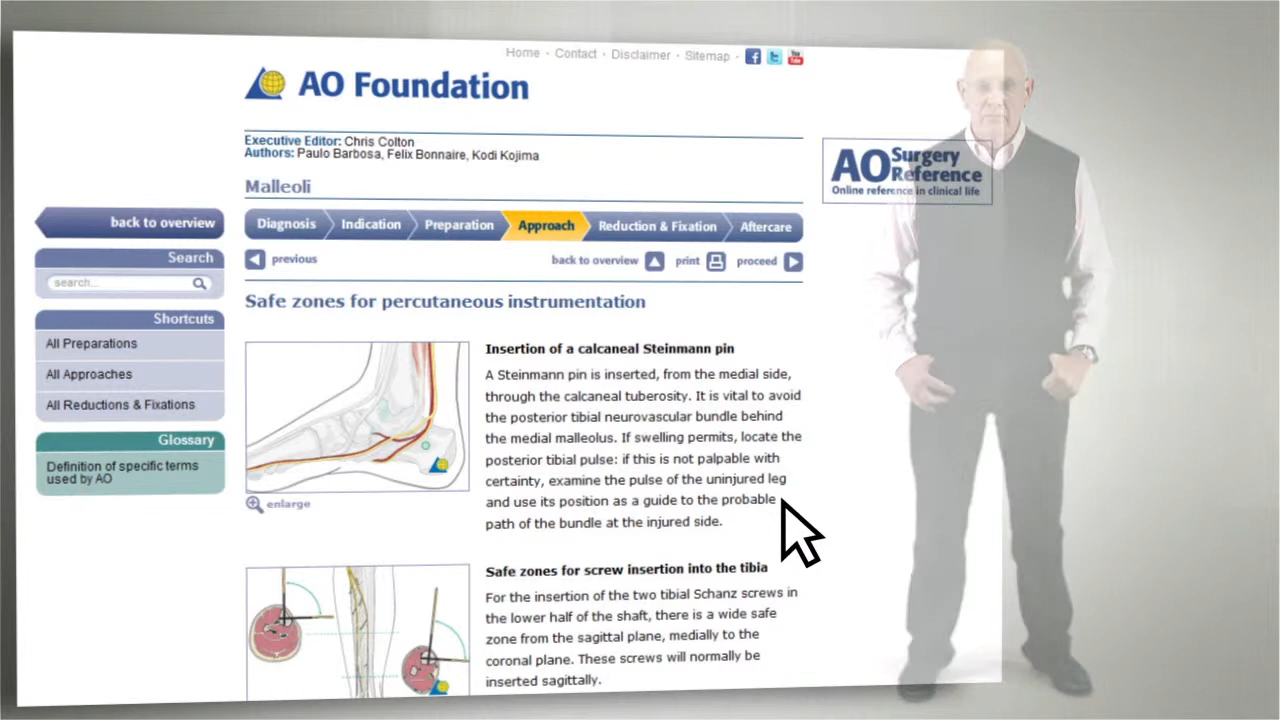 Home - Contact - Disclaimer - Sitemap -
AO Foundation
Executive Editor: Chris Colton
Authors: Paulo Barbosa, Felix Bonnaire, Kodi Kojima
AO Surgery Reference
Online reference in clinical life
Malleoli
back to overview
Diagnosis
Indication
Preparation
Approach
Reduction & Fixation
Aftercare
previous
back to overview
print
proceed
Search
search...
Shortcuts
All Preparations
All Approaches
All Reductions & Fixations
Glossary
Definition of specific terms
used by AO
Safe zones for percutaneous instrumentation
enlarge
Insertion of a calcaneal Steinmann pin
A Steinmann pin is inserted, from the medial side,
through the calcaneal tuberosity. It is vital to avoid
the posterior tibial neurovascular bundle behind
the medial malleolus. If swelling permits, locate the
posterior tibial pulse: if this is not palpable with
certainty, examine the pulse of the uninjured leg
and use its position as a guide to the probable
path of the bundle at the injured side.
Safe zones for screw insertion into the tibia
For the insertion of the two tibial Schanz screws in
the lower half of the shaft, there is a wide safe
zone from the sagittal plane, medially to the
coronal plane. These screws will normally be
inserted sagittally.